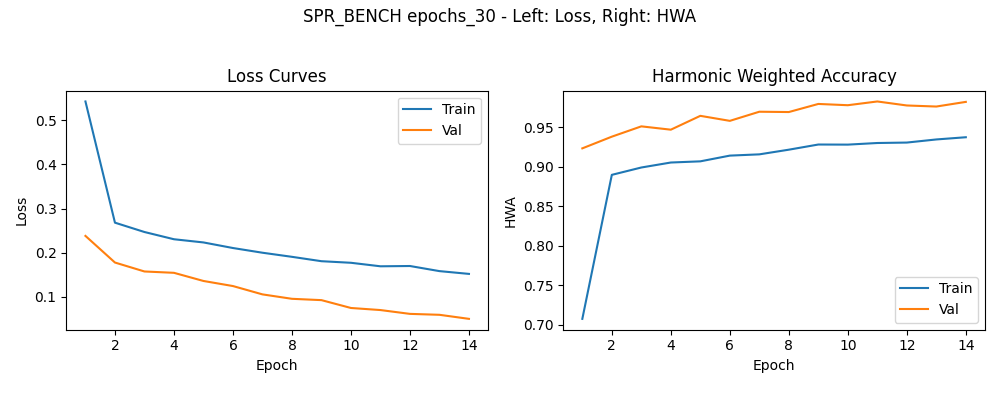 SPR_BENCH epochs_30 - Left: Loss, Right: HWA
Loss Curves
Loss
0.5
0.4
0.3
0.2
0.1
Train
Val
2 4 6 8 10 12 14
Epoch
Harmonic Weighted Accuracy
HWA
0.95
0.90
0.85
0.80
0.75
0.70
Train
Val
2 4 6 8 10 12 14
Epoch